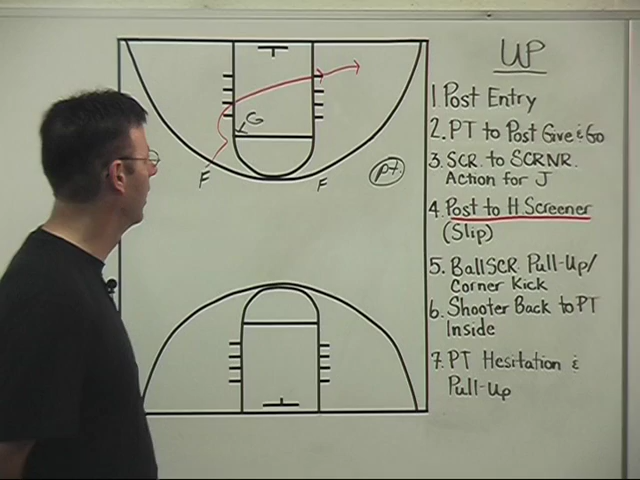 UP
1 Post Entry
2. PT to Post Give & Go
3. SCR. to SCRNR.
Action for J
4. Post to H Screener
(Slip)
5. Ball SCR Pull-Up/
Corner Kick
6. Shooter Back to PT
Inside
7. PT Hesitation &
Pull-Up
G
F
F
pt.